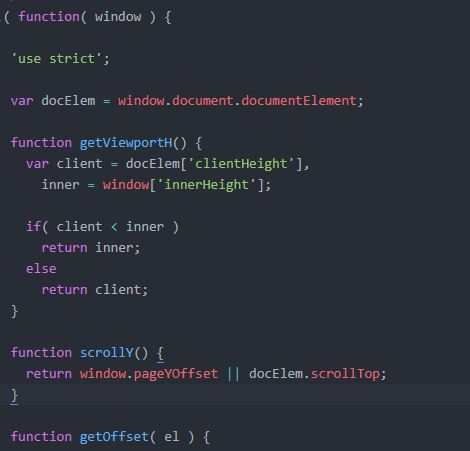 ;( function( window ) {
'use strict';
var docElem = window.document.documentElement;
function getViewportH() {
var client = docElem['clientHeight'],
inner = window['innerHeight'];
if( client < inner )
return inner;
else
return client;
}
function scrollY() {
return window.pageYOffset || docElem.scrollTop;
}
function getOffset( el ) {